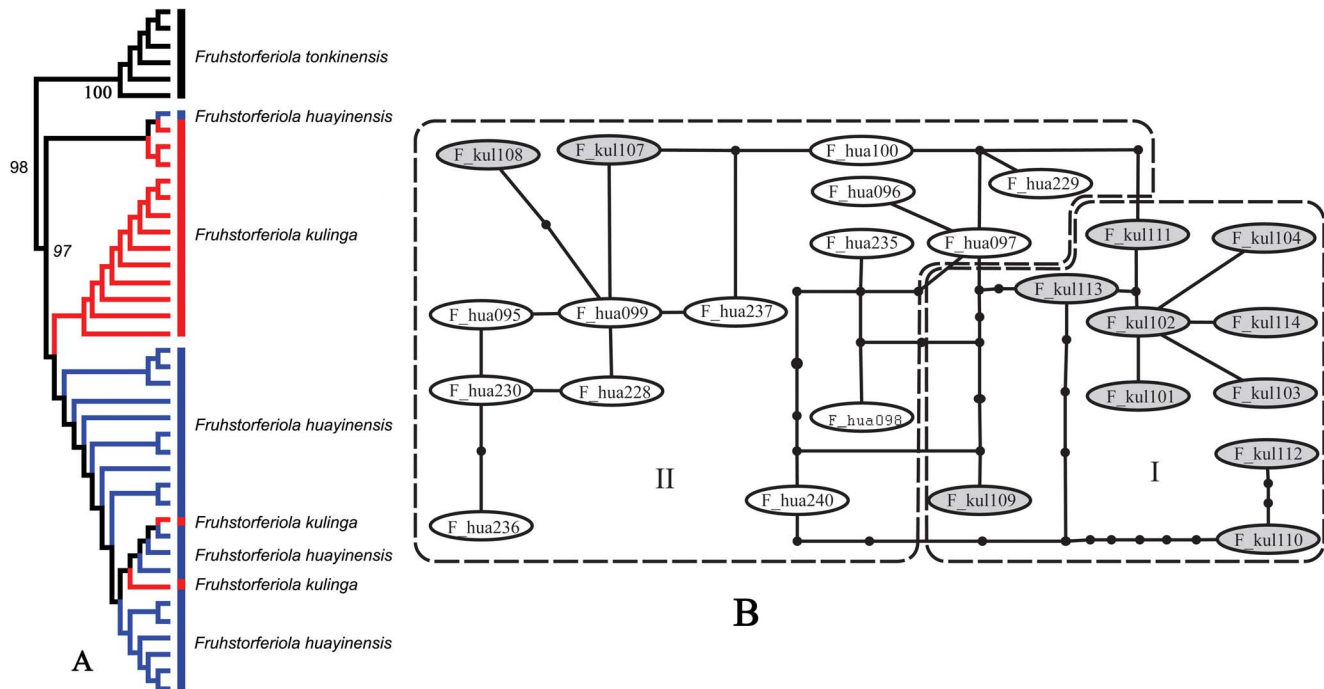 Fruhstorferiola tonkinensis
100
Fruhstorferiola huayinensis
98
Fruhstorferiola kulinga
97
Fruhstorferiola huayinensis
Fruhstorferiola kulinga
Fruhstorferiola huayinensis
Fruhstorferiola kulinga
Fruhstorferiola huayinensis
A
F_kul108
F_kul107
F_hua100
F_hua229
F_hua096
F_hua235
F_hua097
F_kul111
F_kul104
F_kul113
F_hua095
F_hua099
F_hua237
F_kul102
F_kul114
F_hua230
F_hua228
F_kul101
F_kul103
F_hua098
F_kul112
II
I
F_hua236
F_hua240
F_kul109
F_kul110
B